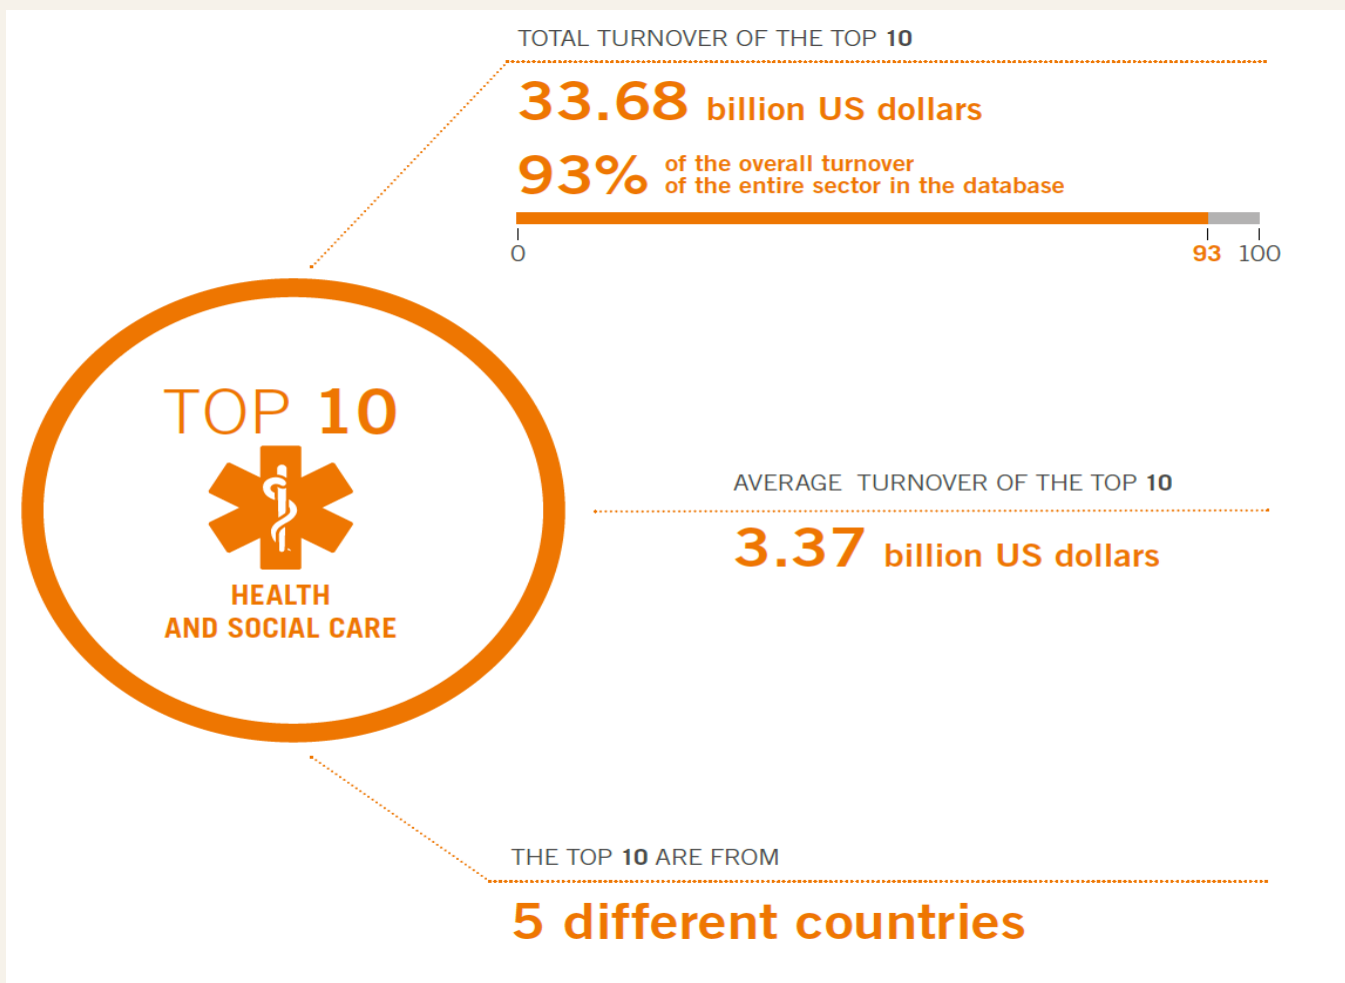 TOTAL TURNOVER OF THE TOP 10
33.68 billion US dollars
93% of the overall turnover
of the entire sector in the database
0 93 100
TOP 10
HEALTH
AND SOCIAL CARE
AVERAGE TURNOVER OF THE TOP 10
3.37 billion US dollars
THE TOP 10 ARE FROM
5 different countries